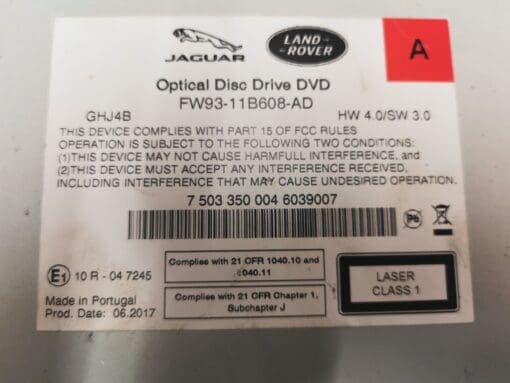 JAGUAR
LAND
ROVER
A
Optical Disc Drive DVD
FW93-11B608-AD
GHJ4B
HW 4.0/SW 3.0
THIS DEVICE COMPLIES WITH PART 15 OF FCC RULES
OPERATION IS SUBJECT TO THE FOLLOWING TWO CONDITIONS:
(1)THIS DEVICE MAY NOT CAUSE HARMFULL INTERFERENCE, and
(2)THIS DEVICE MUST ACCEPT ANY INTERFERENCE RECEIVED,
INCLUDING INTERFERENCE THAT MAY CAUSE UNDESIRED OPERATION.
7 503 350 004 6039007
Pb
E1 10 R - 04 7245
Complies with 21 CFR 1040.10 and
1040.11
LASER
CLASS 1
Made in Portugal
Prod. Date: 06.2017
Complies with 21 CFR Chapter 1,
Subchapter J